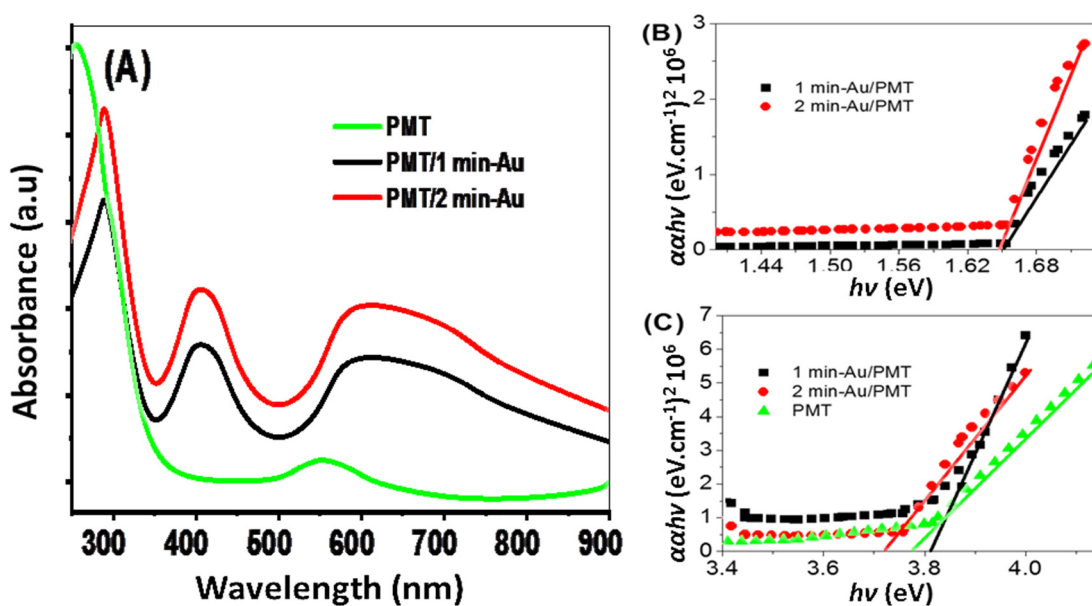 (A)
PMT
PMT/1 min-Au
PMT/2 min-Au
Absorbance (a.u)
300 400 500 600 700 800 900
Wavelength (nm)
(B)
1 min-Au/PMT
2 min-Au/PMT
ααhν (eV.cm⁻¹)² 10⁶
3
2
1
0
1.44 1.50 1.56 1.62 1.68
hν (eV)
(C)
1 min-Au/PMT
2 min-Au/PMT
PMT
ααhν (eV.cm⁻¹)² 10⁶
7
6
5
4
3
2
1
0
3.4 3.6 3.8 4.0
hν (eV)